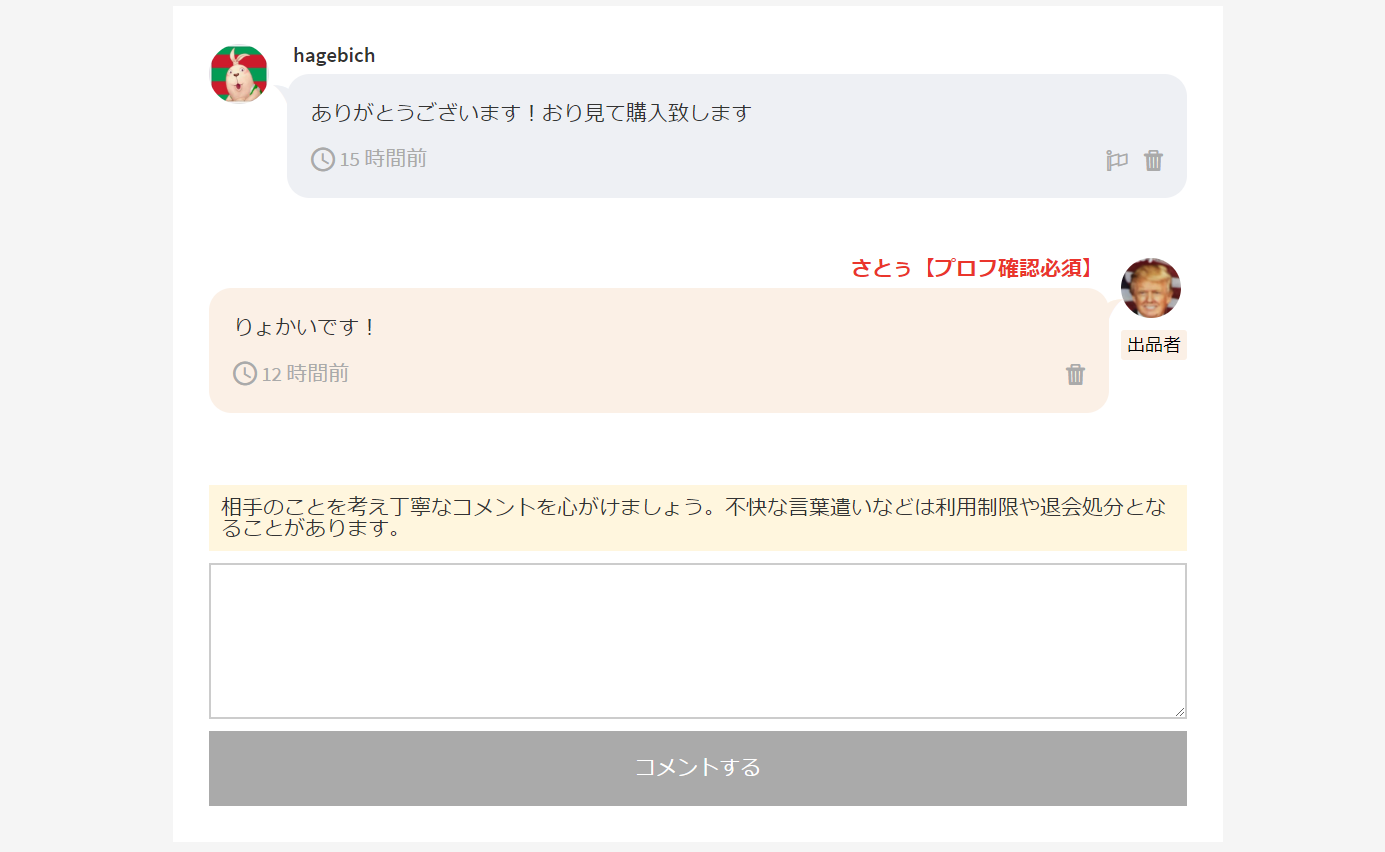 hagebich
ありがとうございます！おり見て購入致します
15 時間前
さとぅ【プロフ確認必須】
りょかいです！
出品者
12 時間前
相手のことを考え丁寧なコメントを心がけましょう。不快な言葉遣いなどは利用制限や退会処分とな
ることがあります。
コメントする